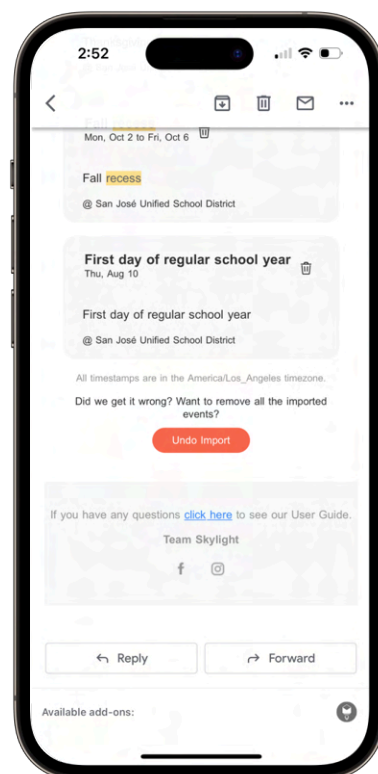 2:52
Fall recess
Mon, Oct 2 to Fri, Oct 6
Fall recess
@ San José Unified School District
First day of regular school year
Thu, Aug 10
First day of regular school year
@ San José Unified School District
All timestamps are in the America/Los_Angeles timezone.
Did we get it wrong? Want to remove all the imported
events?
Undo Import
If you have any questions click here to see our User Guide.
Team Skylight
Reply
Forward
Available add-ons: